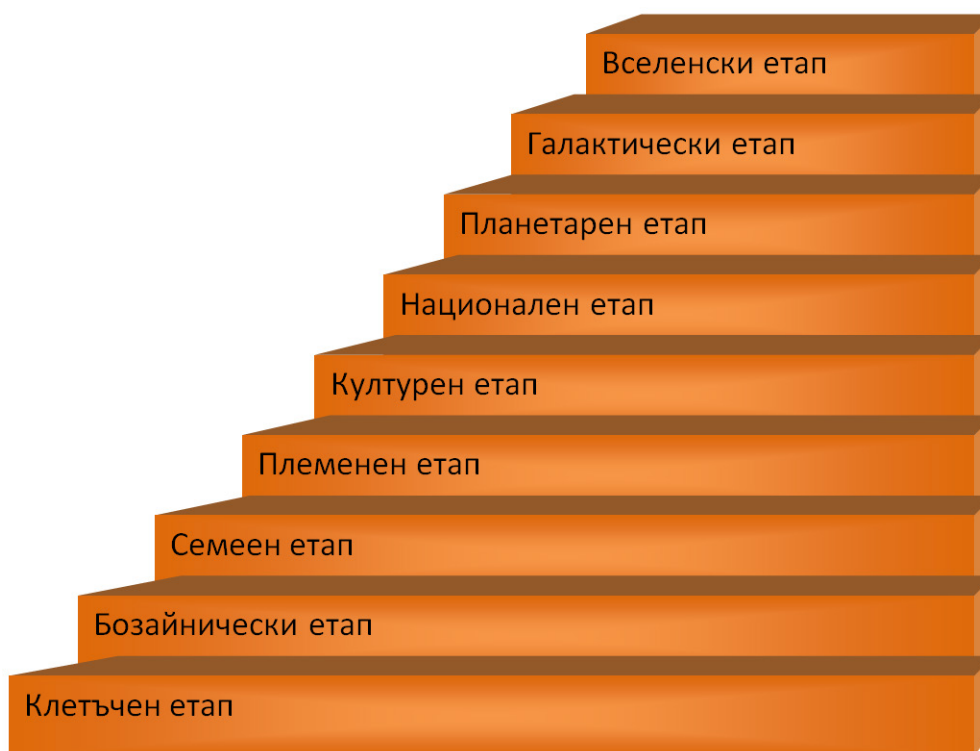 Вселенски етап
Галактически етап
Планетарен етап
Национален етап
Културен етап
Племенен етап
Семеен етап
Бозайнически етап
Клетъчен етап